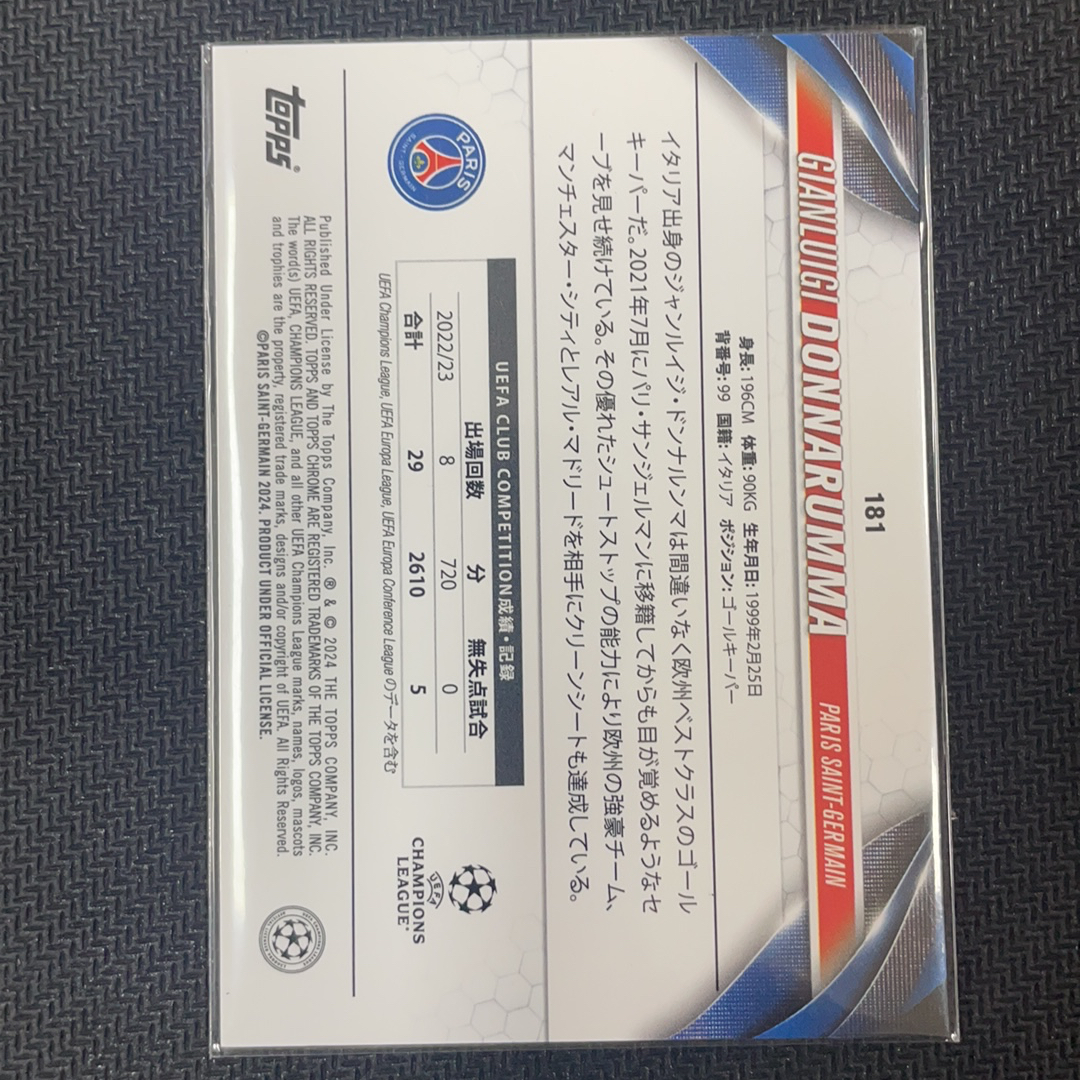 181
GIANLUIGI DONNARUMMA
PARIS SAINT-GERMAIN
身長: 196CM 体重: 90KG 生年月日: 1999年2月25日
背番号: 99 国籍: イタリア ポジション: ゴールキーパー
イタリア出身のジャンルイジ・ドンナルンマは間違いなく欧州ベストクラスのゴール
キーパーだ。2021年7月にパリ・サンジェルマンに移籍してからも目が覚めるようなセ
ーブを見せ続けている。その優れたシュートストップの能力により欧州の強豪チーム、
マンチェスター・シティとレアル・マドリードを相手にクリーンシートも達成している。
UEFA CLUB COMPETITION成績・記録
出場回数 分 無失点試合
2022/23 8 720 0
合計 29 2610 5
UEFA Champions League, UEFA Europa League, UEFA Europa Conference Leagueのデータを含む
PARIS
SAINT-GERMAIN
UEFA
CHAMPIONS
LEAGUE®
topps®
Published Under License by The Topps Company, Inc. ® & © 2024 THE TOPPS COMPANY, INC.
ALL RIGHTS RESERVED. TOPPS AND TOPPS CHROME ARE REGISTERED TRADEMARKS OF THE TOPPS COMPANY, INC.
The word(s) UEFA, CHAMPIONS LEAGUE, and all other UEFA Champions League marks, names, logos, mascots
and trophies are the property, registered trade marks, designs and/or copyright of UEFA. All Rights Reserved.
©PARIS SAINT-GERMAIN 2024. PRODUCT UNDER OFFICIAL LICENSE.